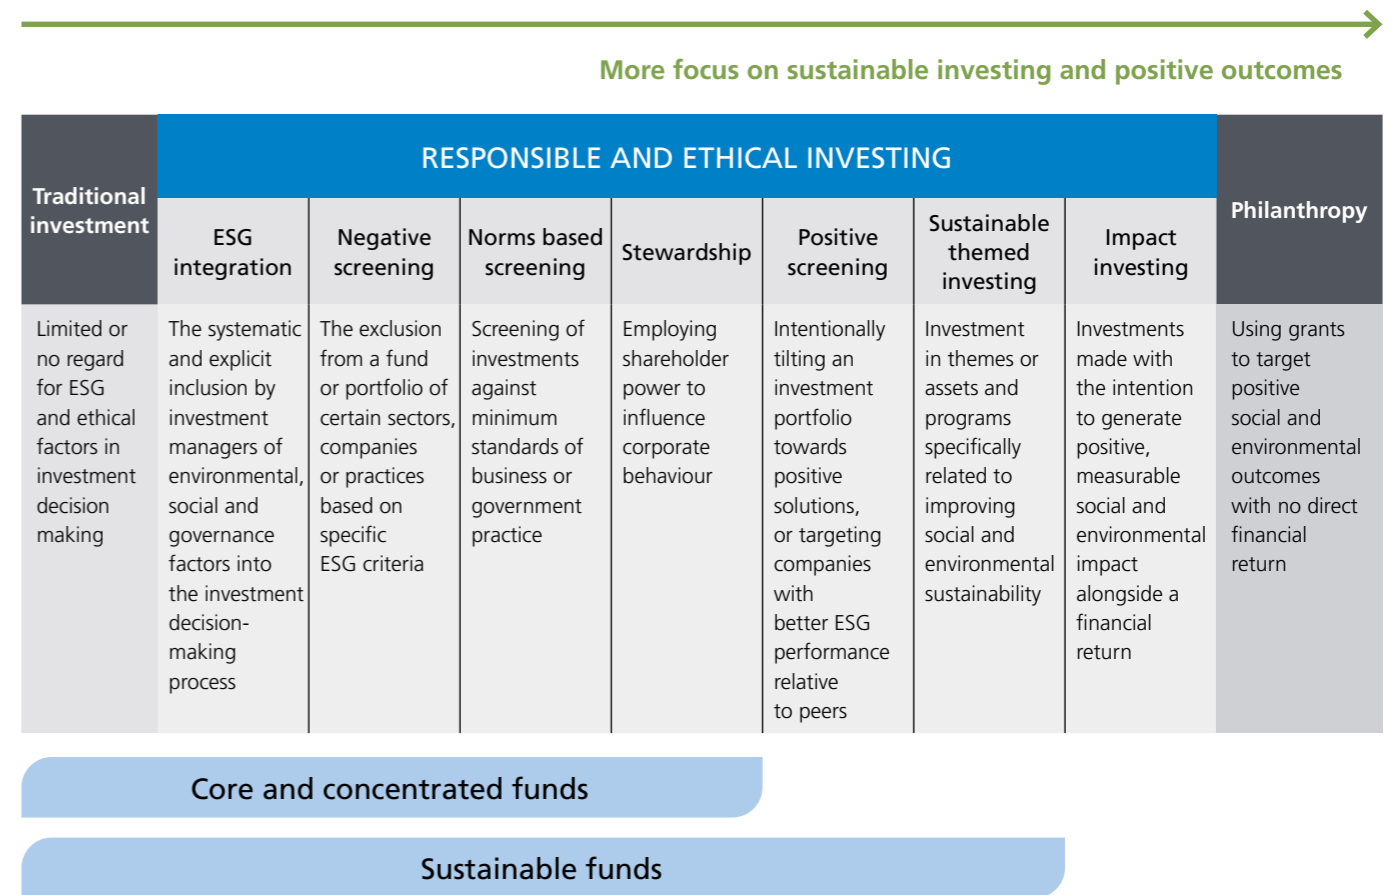 More focus on sustainable investing and positive outcomes
RESPONSIBLE AND ETHICAL INVESTING
Traditional
investment
ESG
integration
Negative
screening
Norms based
screening
Stewardship
Positive
screening
Sustainable
themed
investing
Impact
investing
Philanthropy
Limited or
no regard
for ESG
and ethical
factors in
investment
decision
making
The systematic
and explicit
inclusion by
investment
managers of
environmental,
social and
governance
factors into
the investment
decision-
making
process
The exclusion
from a fund
or portfolio of
certain sectors,
companies
or practices
based on
specific
ESG criteria
Screening of
investments
against
minimum
standards of
business or
government
practice
Employing
shareholder
power to
influence
corporate
behaviour
Intentionally
tilting an
investment
portfolio
towards
positive
solutions,
or targeting
companies
with
better ESG
performance
relative
to peers
Investment
in themes or
assets and
programs
specifically
related to
improving
social and
environmental
sustainability
Investments
made with
the intention
to generate
positive,
measurable
social and
environmental
impact
alongside a
financial
return
Using grants
to target
positive
social and
environmental
outcomes
with no direct
financial
return
Core and concentrated funds
Sustainable funds